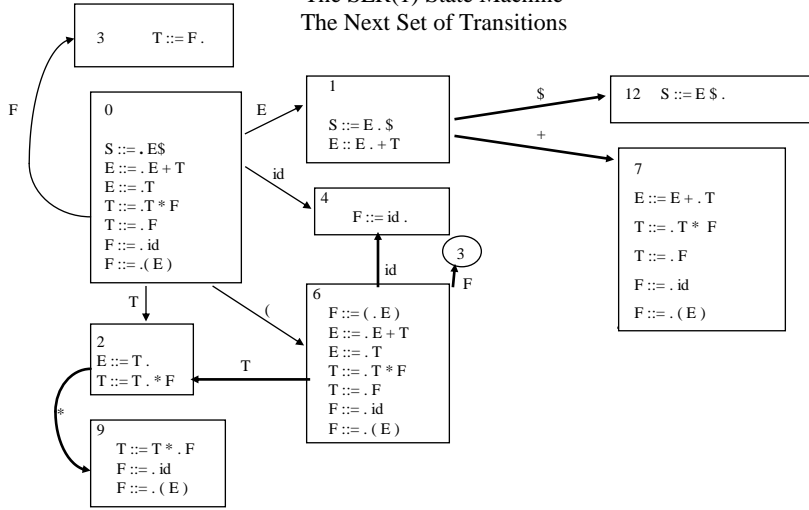 The SLR(1) State Machine
The Next Set of Transitions
3 T ::= F .
F
0
S ::= . E$
E ::= . E + T
E ::= .T
T ::= .T * F
T ::= . F
F ::= . id
F ::= .( E )
E
id
T
(
1
S ::= E . $
E :: E . + T
$
+
12 S ::= E $ .
7
E ::= E + . T
T ::= . T * F
T ::= . F
F ::= . id
F ::= . ( E )
4
F ::= id .
3
id
F
6
F ::= ( . E )
E ::= . E + T
E ::= . T
T ::= . T * F
T ::= . F
F ::= . id
F ::= . ( E )
T
2
E ::= T .
T ::= T . * F
*
9
T ::= T * . F
F ::= . id
F ::= . ( E )